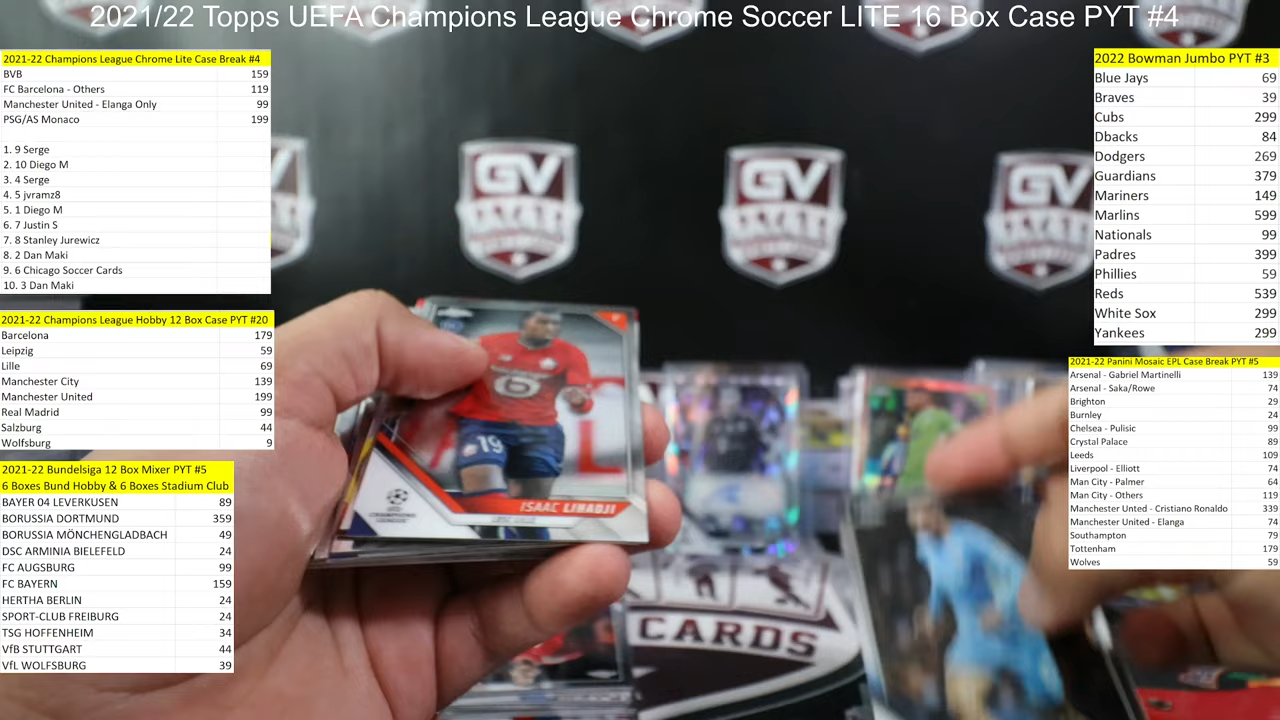 2021/22 Topps UEFA Champions League Chrome Soccer LITE 16 Box Case PYT #4
2021-22 Champions League Chrome Lite Case Break #4
BVB 159
FC Barcelona - Others 119
Manchester United - Elanga Only 99
PSG/AS Monaco 199
1. 9 Serge
2. 10 Diego M
3. 4 Serge
4. 5 jvramz8
5. 1 Diego M
6. 7 Justin S
7. 8 Stanley Jurewicz
8. 2 Dan Maki
9. 6 Chicago Soccer Cards
10. 3 Dan Maki
2021-22 Champions League Hobby 12 Box Case PYT #20
Barcelona 179
Leipzig 59
Lille 69
Manchester City 139
Manchester United 199
Real Madrid 99
Salzburg 44
Wolfsburg 9
2021-22 Bundelsiga 12 Box Mixer PYT #5
6 Boxes Bund Hobby & 6 Boxes Stadium Club
BAYER 04 LEVERKUSEN 89
BORUSSIA DORTMUND 359
BORUSSIA MÖNCHENGLADBACH 49
DSC ARMINIA BIELEFELD 24
FC AUGSBURG 99
FC BAYERN 159
HERTHA BERLIN 24
SPORT-CLUB FREIBURG 24
TSG HOFFENHEIM 34
VfB STUTTGART 44
VfL WOLFSBURG 39
2022 Bowman Jumbo PYT #3
Blue Jays 69
Braves 39
Cubs 299
Dbacks 84
Dodgers 269
Guardians 379
Mariners 149
Marlins 599
Nationals 99
Padres 399
Phillies 59
Reds 539
White Sox 299
Yankees 299
2021-22 Panini Mosaic EPL Case Break PYT #5
Arsenal - Gabriel Martinelli 139
Arsenal - Saka/Rowe 74
Brighton 29
Burnley 24
Chelsea - Pulisic 99
Crystal Palace 89
Leeds 109
Liverpool - Elliott 74
Man City - Palmer 64
Man City - Others 119
Manchester Unted - Cristiano Ronaldo 339
Manchester United - Elanga 74
Southampton 79
Tottenham 179
Wolves 59
GV
GV
GV
19
ISAAC LIHADJI
CHAMPIONS
LEAGUE
CARDS